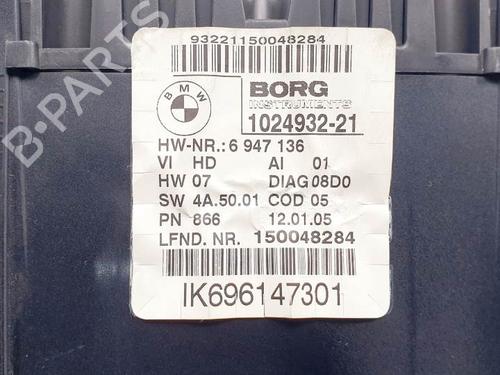 93221150048284
BMW
BORG
INSTRUMENTS
1024932-21
HW-NR.: 6 947 136
VI HD AI 01
HW 07 DIAG 08D0
SW 4A.50.01 COD 05
PN 866 12.01.05
LFND. NR. 150048284
IK696147301
B-PARTS
B-PARTS